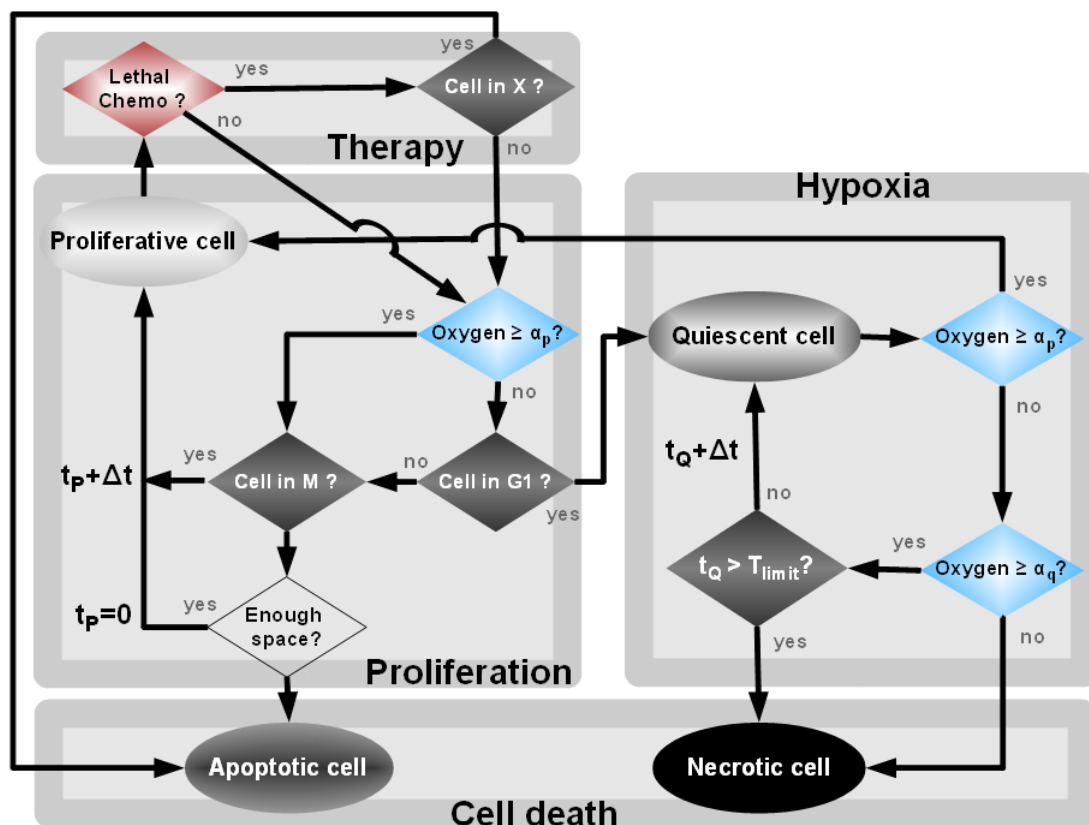 yes
Lethal
Chemo ?
yes
Cell in X ?
no
no
Therapy
Hypoxia
Proliferative cell
yes
yes
Oxygen ≥ αp?
Quiescent cell
Oxygen ≥ αp?
no
no
tQ+Δt
yes
no
tP+Δt
Cell in M ?
Cell in G1 ?
yes
no
yes
tQ > Tlimit?
Oxygen ≥ αq?
yes
tP=0
Enough
space?
yes
no
Proliferation
Apoptotic cell
Necrotic cell
Cell death